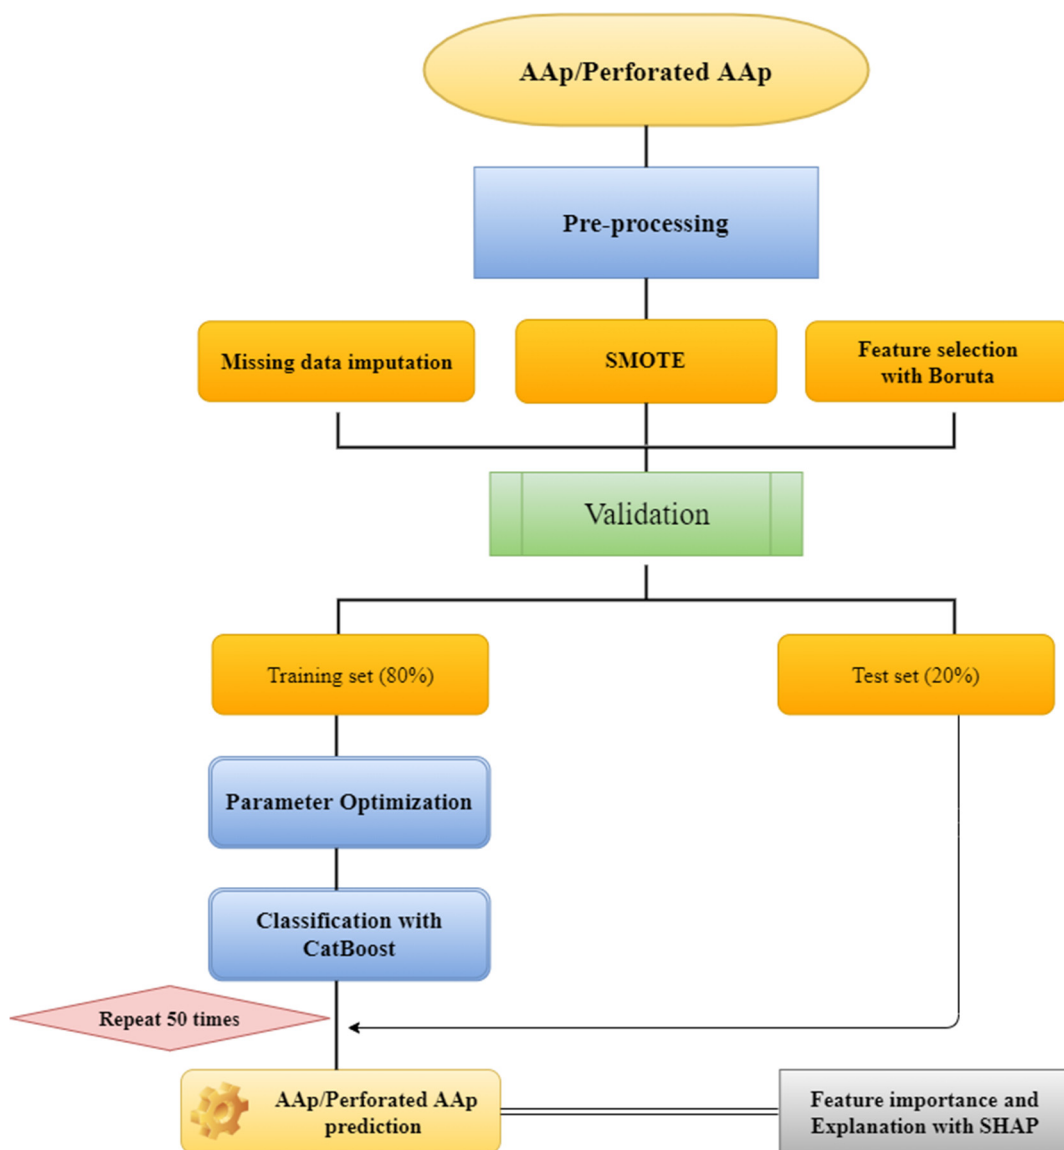 AAp/Perforated AAp
Pre-processing
Missing data imputation
SMOTE
Feature selection
with Boruta
Validation
Training set (80%)
Test set (20%)
Parameter Optimization
Classification with
CatBoost
Repeat 50 times
AAp/Perforated AAp
prediction
Feature importance and
Explanation with SHAP